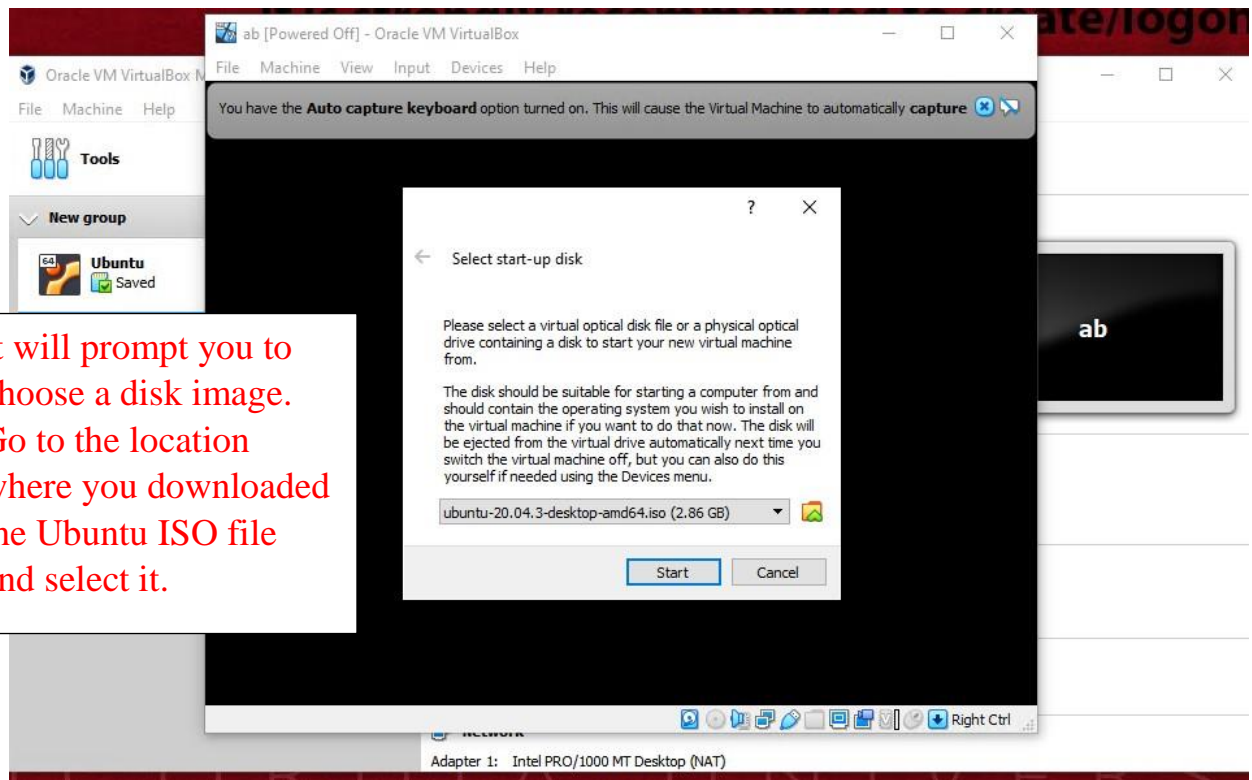 ate/logon
ab [Powered Off] - Oracle VM VirtualBox
File Machine View Input Devices Help
Oracle VM VirtualBox M
File Machine Help
You have the Auto capture keyboard option turned on. This will cause the Virtual Machine to automatically capture
Tools
New group
64
Ubuntu
Saved
?
Select start-up disk
Please select a virtual optical disk file or a physical optical
drive containing a disk to start your new virtual machine
from.
The disk should be suitable for starting a computer from and
should contain the operating system you wish to install on
the virtual machine if you want to do that now. The disk will
be ejected from the virtual drive automatically next time you
switch the virtual machine off, but you can also do this
yourself if needed using the Devices menu.
ubuntu-20.04.3-desktop-amd64.iso (2.86 GB)
Start Cancel
ab
t will prompt you to
hoose a disk image.
Go to the location
where you downloaded
he Ubuntu ISO file
nd select it.
Right Ctrl
Network
Adapter 1: Intel PRO/1000 MT Desktop (NAT)